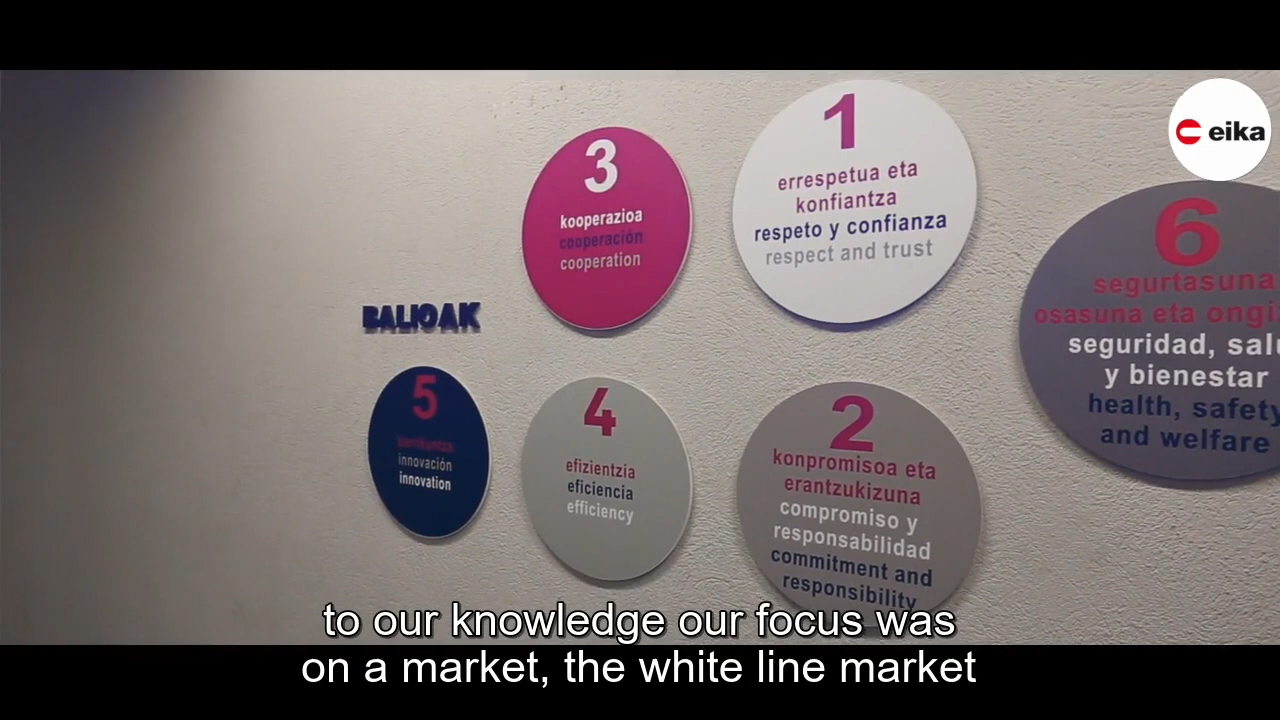 eika
1
errespetua eta
konfiantza
respeto y confianza
respect and trust
3
kooperazioa
cooperación
cooperation
6
segurtasuna
osasuna eta
seguridad,
y bienestar
health, safety
and welfare
BALIOAK
5
berrikuntza
innovación
innovation
4
efizientzia
eficiencia
efficiency
2
konpromisoa eta
erantzukizuna
compromiso y
responsabilidad
commitment and
responsibility
to our knowledge our focus was
on a market, the white line market